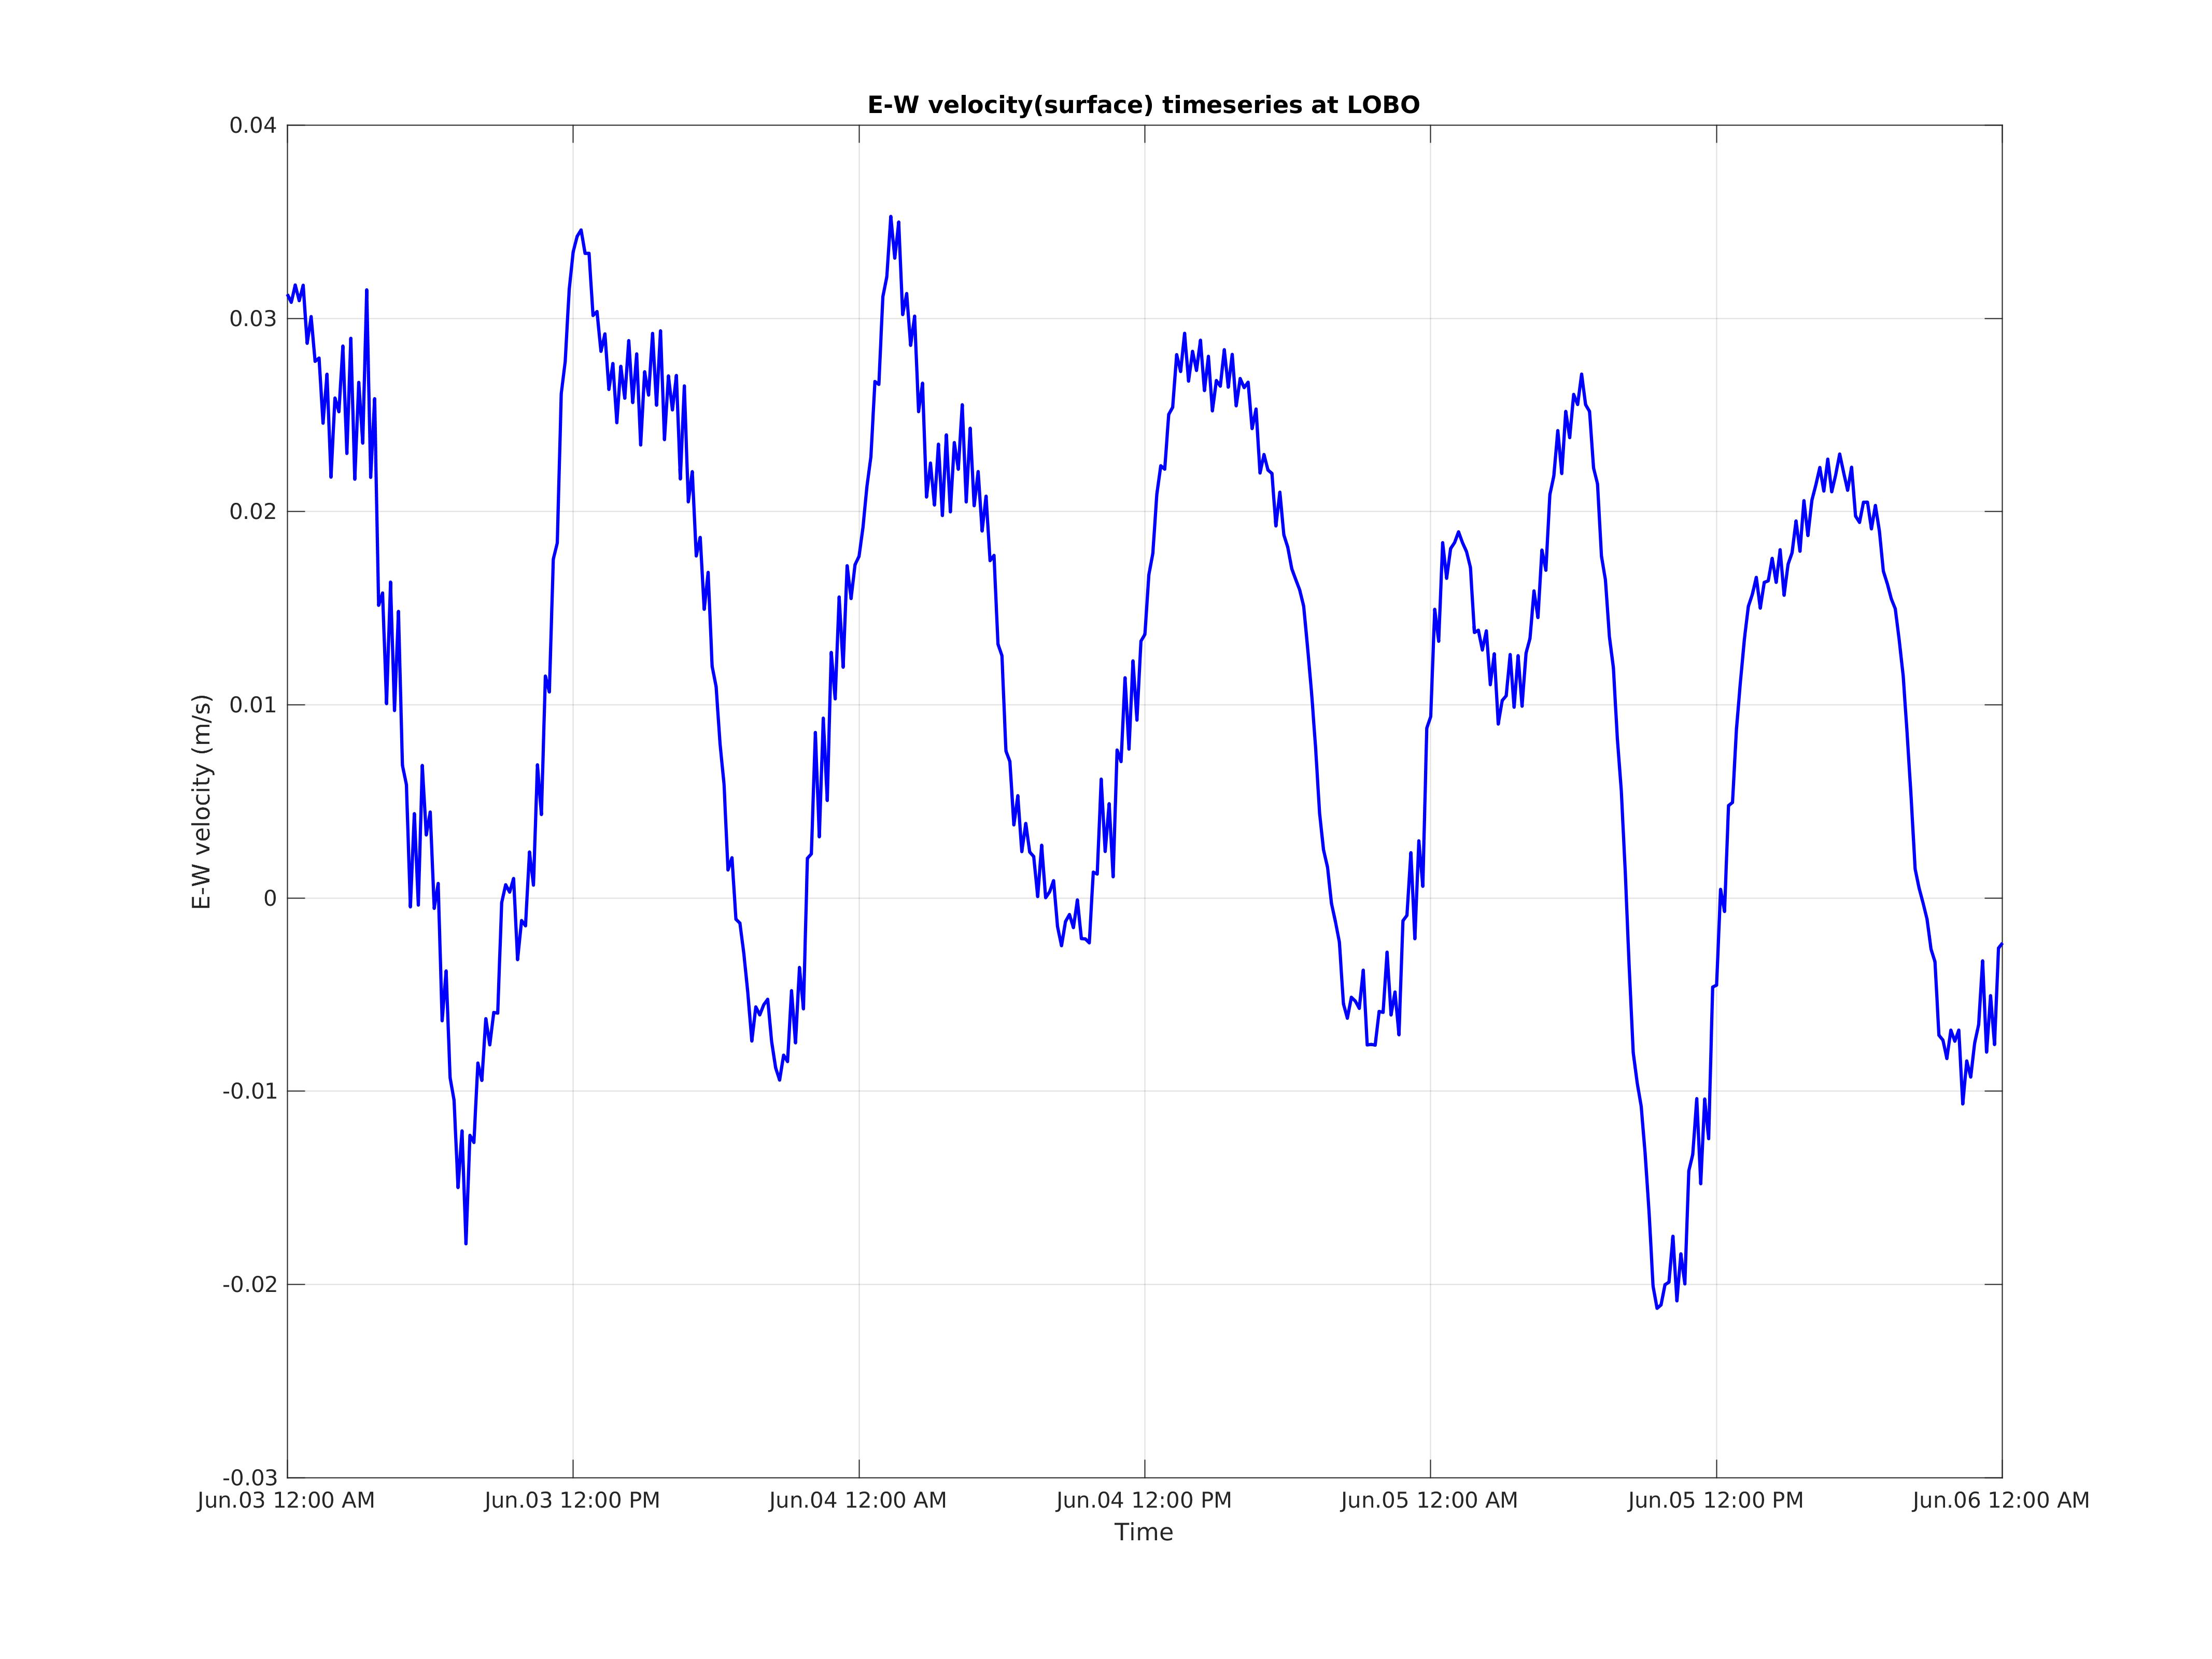 E-W velocity(surface) timeseries at LOBO
0.04
0.03
0.02
0.01
0
-0.01
-0.02
-0.03
E-W velocity (m/s)
Jun.03 12:00 AM Jun.03 12:00 PM Jun.04 12:00 AM Jun.04 12:00 PM Jun.05 12:00 AM Jun.05 12:00 PM Jun.06 12:00 AM
Time